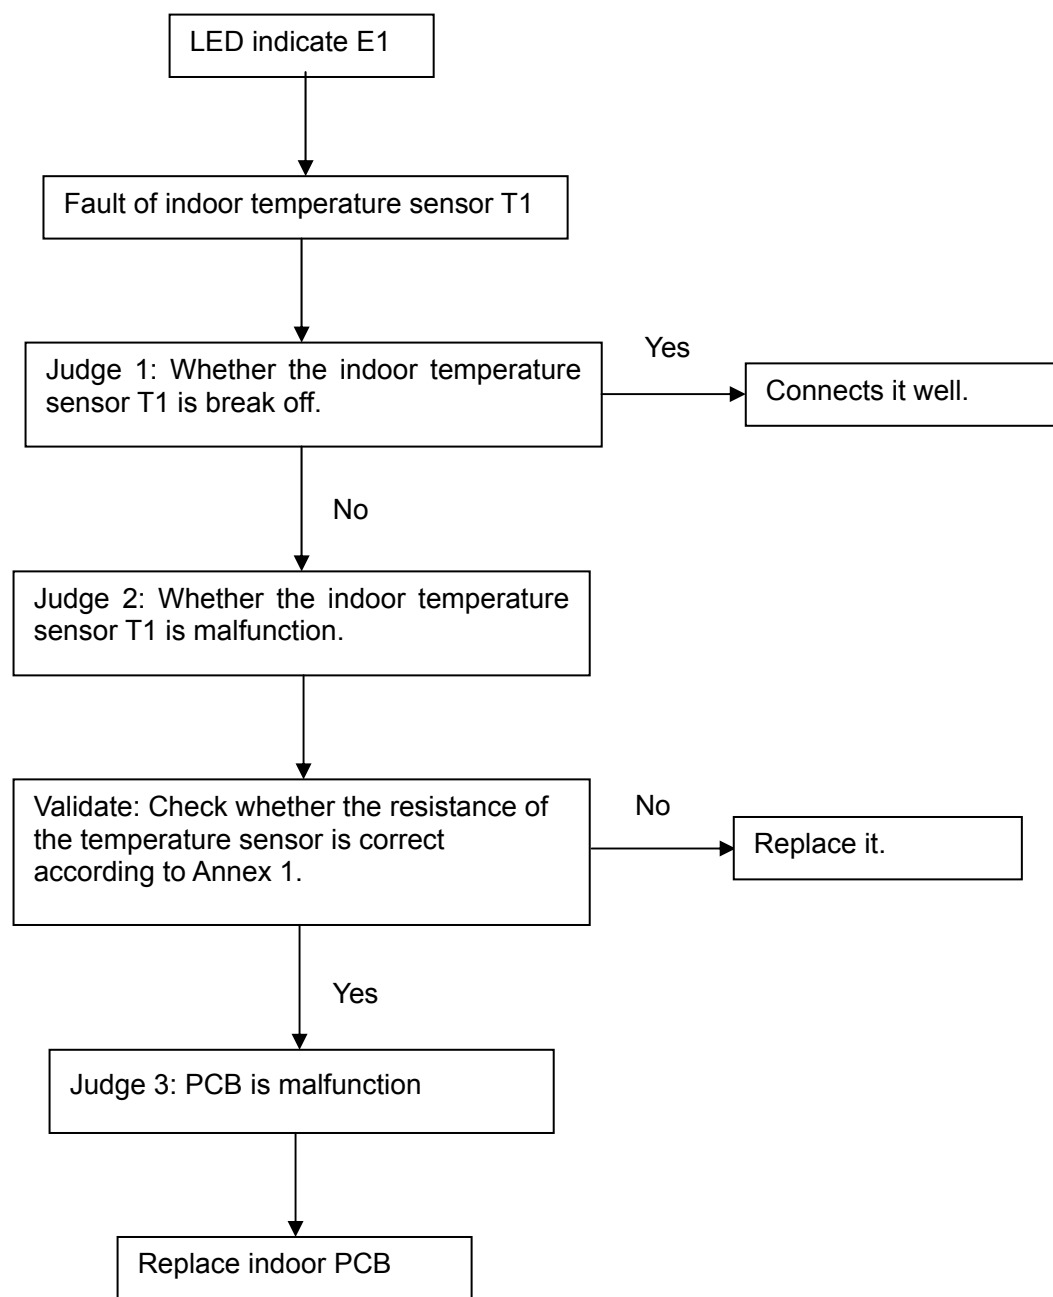 LED indicate E1
Fault of indoor temperature sensor T1
Judge 1: Whether the indoor temperature
sensor T1 is break off.
Yes
Connects it well.
No
Judge 2: Whether the indoor temperature
sensor T1 is malfunction.
Validate: Check whether the resistance of
the temperature sensor is correct
according to Annex 1.
No
Replace it.
Yes
Judge 3: PCB is malfunction
Replace indoor PCB